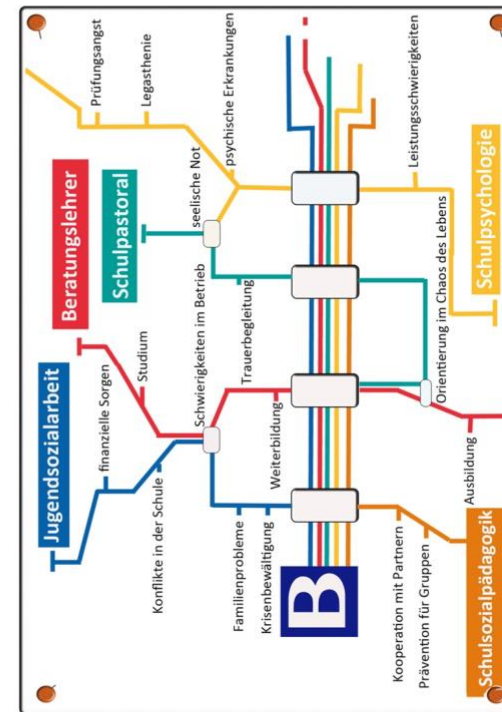 Jugendsozialarbeit
Beratungslehrer
Schulpastoral
finanzielle Sorgen
Studium
Konflikte in der Schule
Prüfungsangst
Legasthenie
Schwierigkeiten im Betrieb
seelische Not
psychische Erkrankungen
Familienprobleme
Krisenbewältigung
Weiterbildung
Trauerbegleitung
B
Kooperation mit Partnern
Prävention für Gruppen
Schulsozialpädagogik
Ausbildung
Orientierung im Chaos des Lebens
Leistungsschwierigkeiten
Schulpsychologie